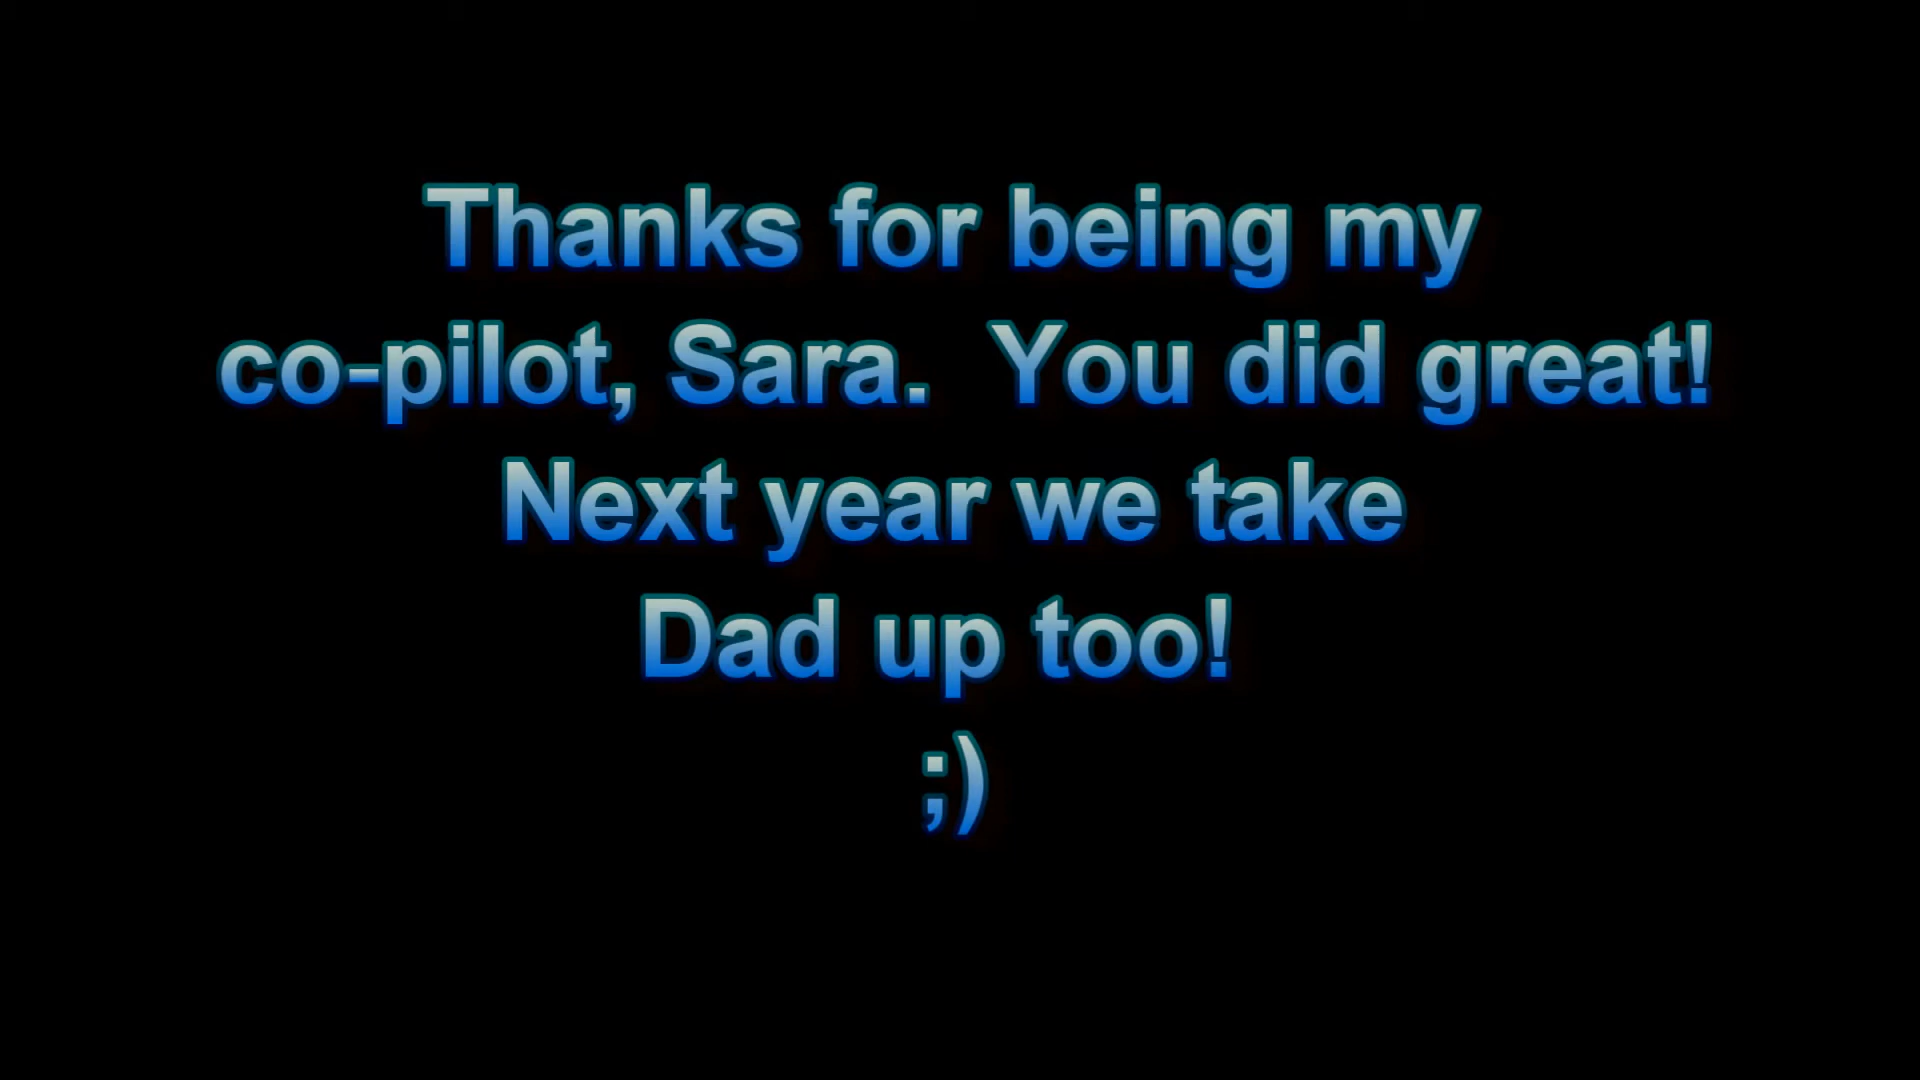 Thanks for being my
co-pilot, Sara.  You did great!
Next year we take
Dad up too!
;)